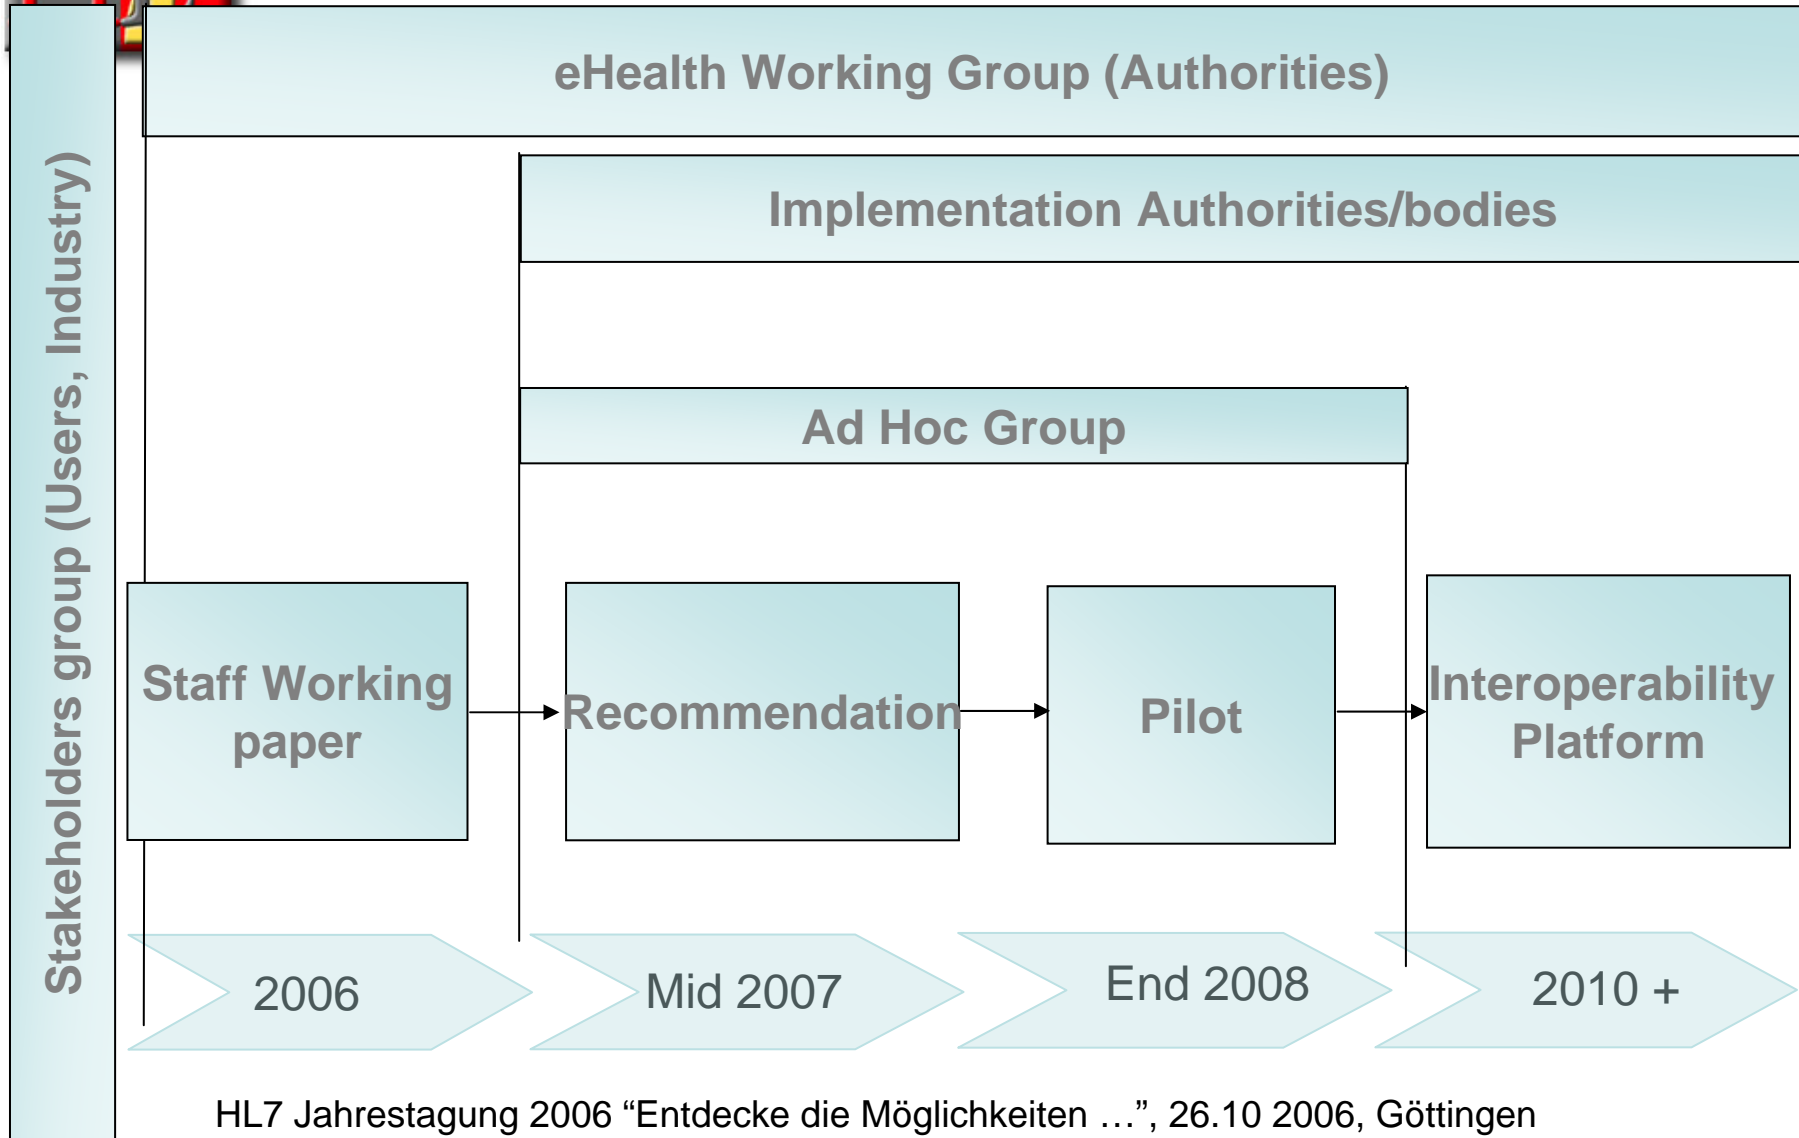 eHealth Working Group (Authorities)
Implementation Authorities/bodies
Stakeholders group (Users, Industry)
Ad Hoc Group
Staff Working
paper
Recommendation
Pilot
Interoperability
Platform
2006
Mid 2007
End 2008
2010 +
HL7 Jahrestagung 2006 “Entdecke die Möglichkeiten …”, 26.10 2006, Göttingen